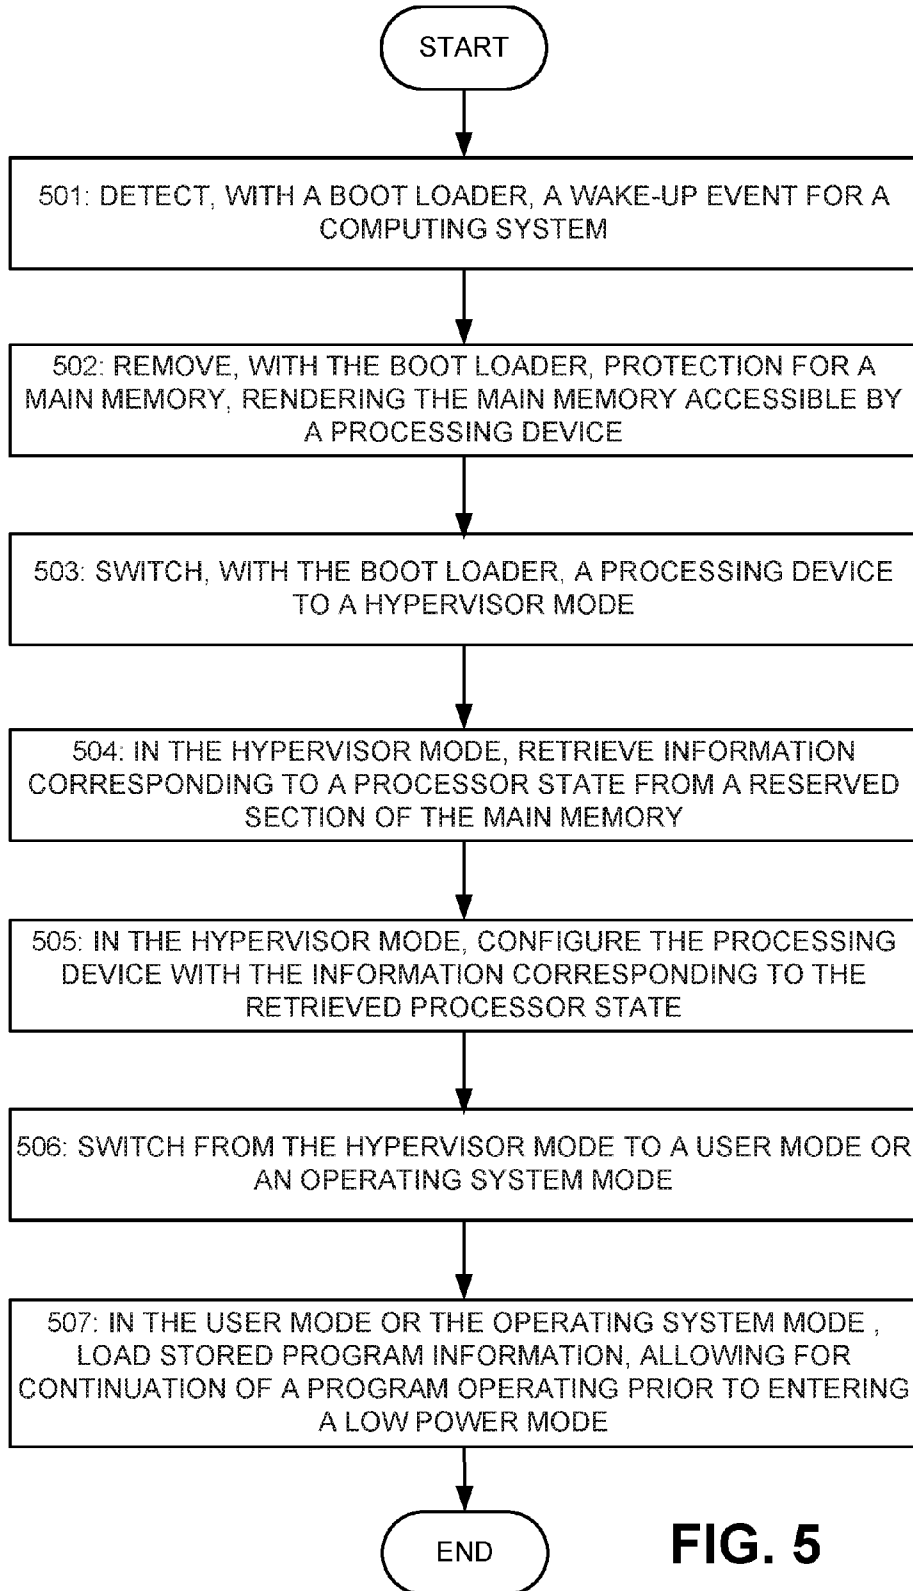 START
501: DETECT, WITH A BOOT LOADER, A WAKE-UP EVENT FOR A
COMPUTING SYSTEM
502: REMOVE, WITH THE BOOT LOADER, PROTECTION FOR A
MAIN MEMORY, RENDERING THE MAIN MEMORY ACCESSIBLE BY
A PROCESSING DEVICE
503: SWITCH, WITH THE BOOT LOADER, A PROCESSING DEVICE
TO A HYPERVISOR MODE
504: IN THE HYPERVISOR MODE, RETRIEVE INFORMATION
CORRESPONDING TO A PROCESSOR STATE FROM A RESERVED
SECTION OF THE MAIN MEMORY
505: IN THE HYPERVISOR MODE, CONFIGURE THE PROCESSING
DEVICE WITH THE INFORMATION CORRESPONDING TO THE
RETRIEVED PROCESSOR STATE
506: SWITCH FROM THE HYPERVISOR MODE TO A USER MODE OR
AN OPERATING SYSTEM MODE
507: IN THE USER MODE OR THE OPERATING SYSTEM MODE ,
LOAD STORED PROGRAM INFORMATION, ALLOWING FOR
CONTINUATION OF A PROGRAM OPERATING PRIOR TO ENTERING
A LOW POWER MODE
END
FIG. 5